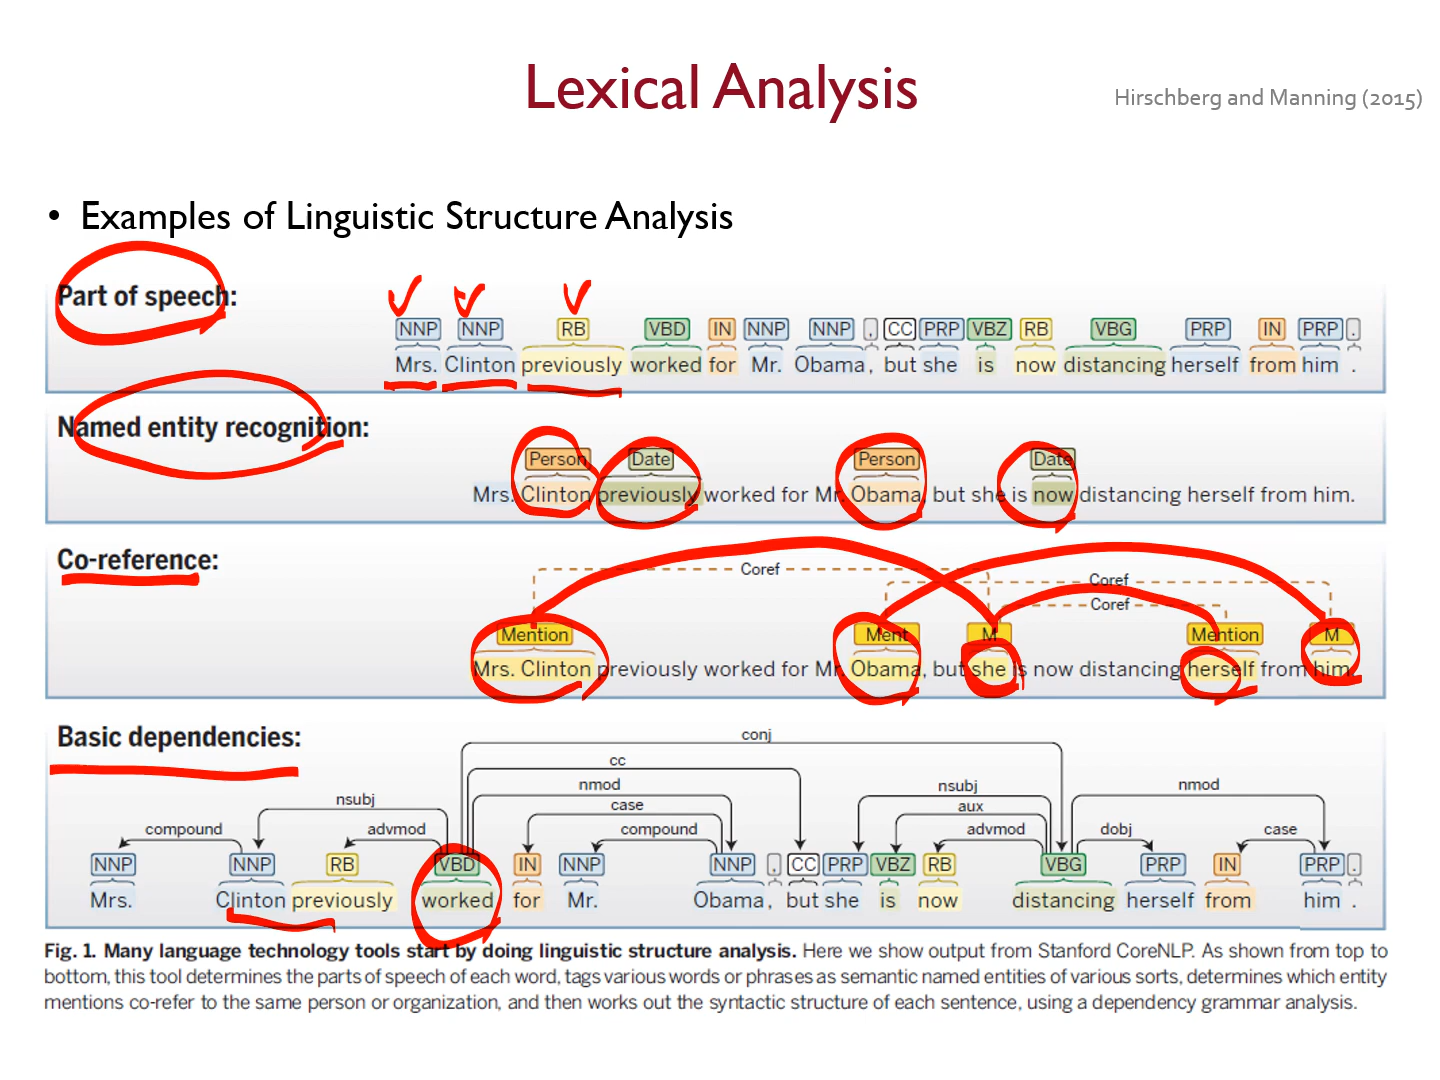 Lexical Analysis
Hirschberg and Manning (2015)
• Examples of Linguistic Structure Analysis
Part of speech:
NNP NNP RB VBD IN NNP NNP , CC PRP VBZ RB VBG PRP IN PRP .
Mrs. Clinton previously worked for Mr. Obama, but she is now distancing herself from him .
Named entity recognition:
Person Date Person Date
Mrs. Clinton previously worked for Mr. Obama, but she is now distancing herself from him.
Co-reference:
Coref
Coref
Coref
Mention Ment M Mention M
Mrs. Clinton previously worked for Mr. Obama, but she is now distancing herself from him.
Basic dependencies:
conj
cc
nmod nsubj nmod
nsubj case aux
compound advmod compound advmod dobj case
NNP NNP RB VBD IN NNP NNP , CC PRP VBZ RB VBG PRP IN PRP .
Mrs. Clinton previously worked for Mr. Obama, but she is now distancing herself from him .
Fig. 1. Many language technology tools start by doing linguistic structure analysis. Here we show output from Stanford CoreNLP. As shown from top to
bottom, this tool determines the parts of speech of each word, tags various words or phrases as semantic named entities of various sorts, determines which entity
mentions co-refer to the same person or organization, and then works out the syntactic structure of each sentence, using a dependency grammar analysis.